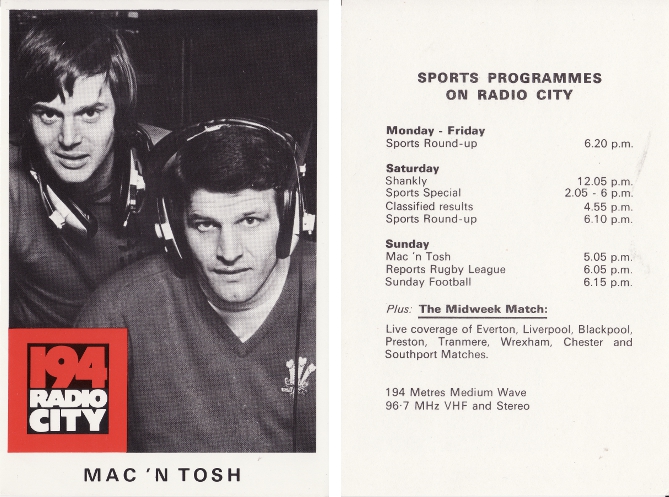 194
RADIO
CITY
MAC 'N TOSH
SPORTS PROGRAMMES
ON RADIO CITY
Monday - Friday
Sports Round-up 6.20 p.m.
Saturday
Shankly 12.05 p.m.
Sports Special 2.05 - 6 p.m.
Classified results 4.55 p.m.
Sports Round-up 6.10 p.m.
Sunday
Mac 'n Tosh 5.05 p.m.
Reports Rugby League 6.05 p.m.
Sunday Football 6.15 p.m.
Plus: The Midweek Match:
Live coverage of Everton, Liverpool, Blackpool,
Preston, Tranmere, Wrexham, Chester and
Southport Matches.
194 Metres Medium Wave
96·7 MHz VHF and Stereo